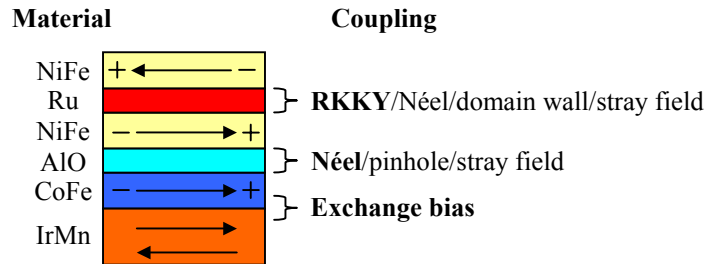 Material Coupling
NiFe + −
Ru RKKY/Néel/domain wall/stray field
NiFe − +
AlO Néel/pinhole/stray field
CoFe − +
Exchange bias
IrMn